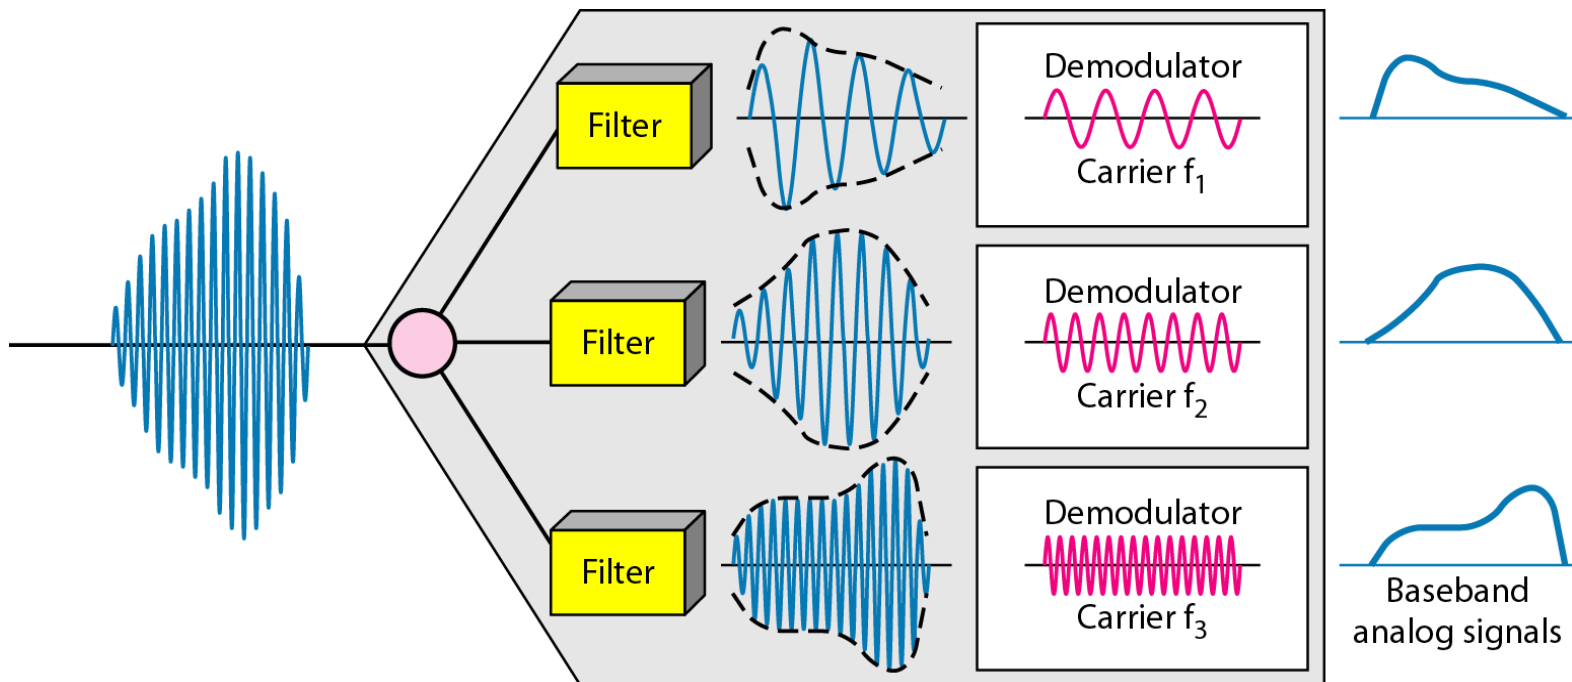 Filter
Demodulator
Carrier f1
Filter
Demodulator
Carrier f2
Filter
Demodulator
Carrier f3
Baseband
analog signals